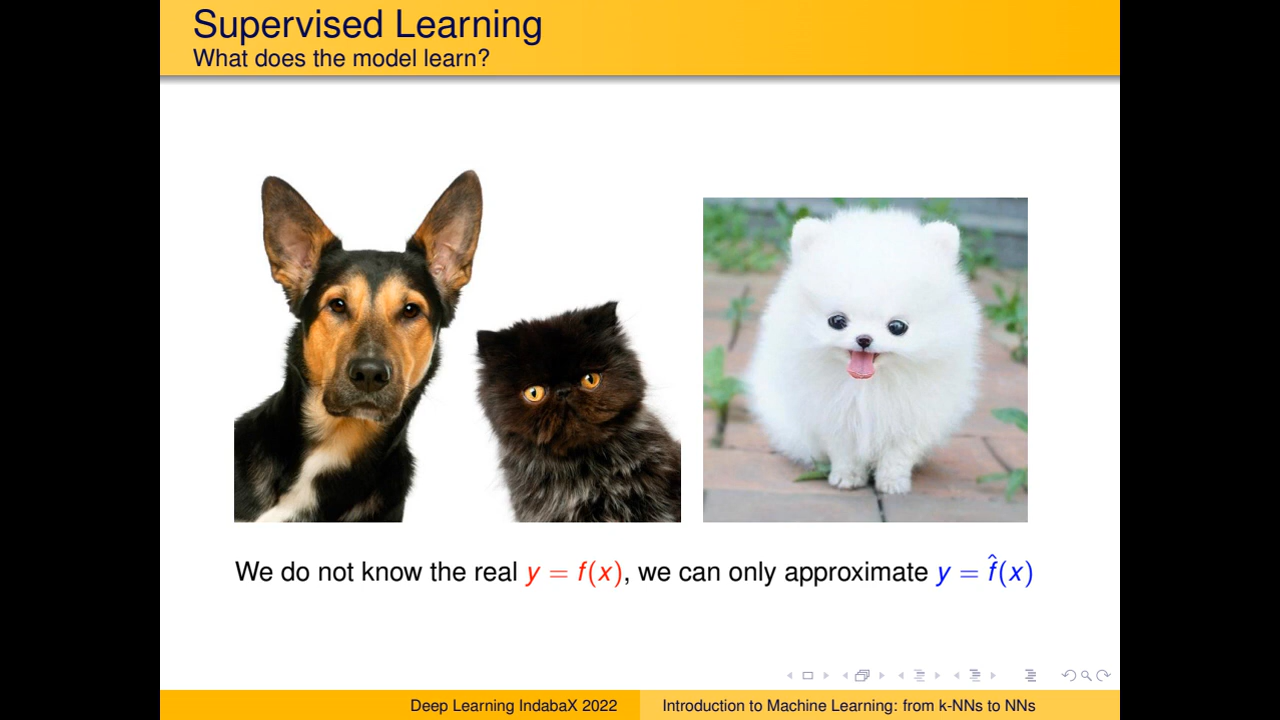 Supervised Learning
What does the model learn?
We do not know the real y = f(x), we can only approximate y = f̂(x)
Deep Learning IndabaX 2022
Introduction to Machine Learning: from k-NNs to NNs